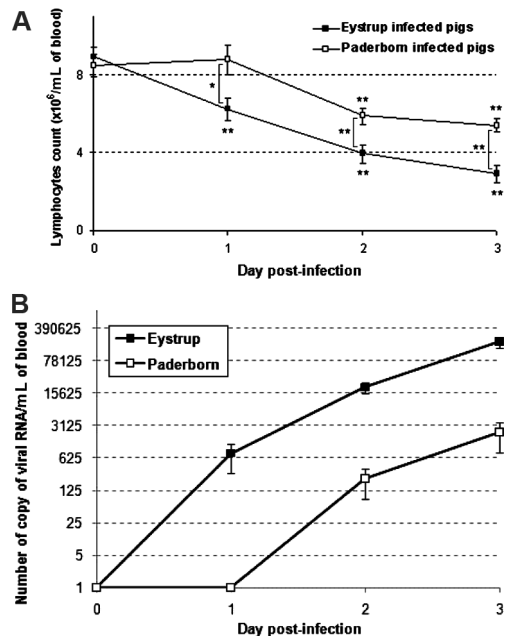 A
Lymphocytes count (x10⁶/mL of blood)
Eystrup infected pigs
Paderborn infected pigs
8
4
0
*
**
**
**
**
**
**
**
0 1 2 3
Day post-infection
B
Number of copy of viral RNA/mL of blood
Eystrup
Paderborn
390625
78125
15625
3125
625
125
25
5
1
0 1 2 3
Day post-infection